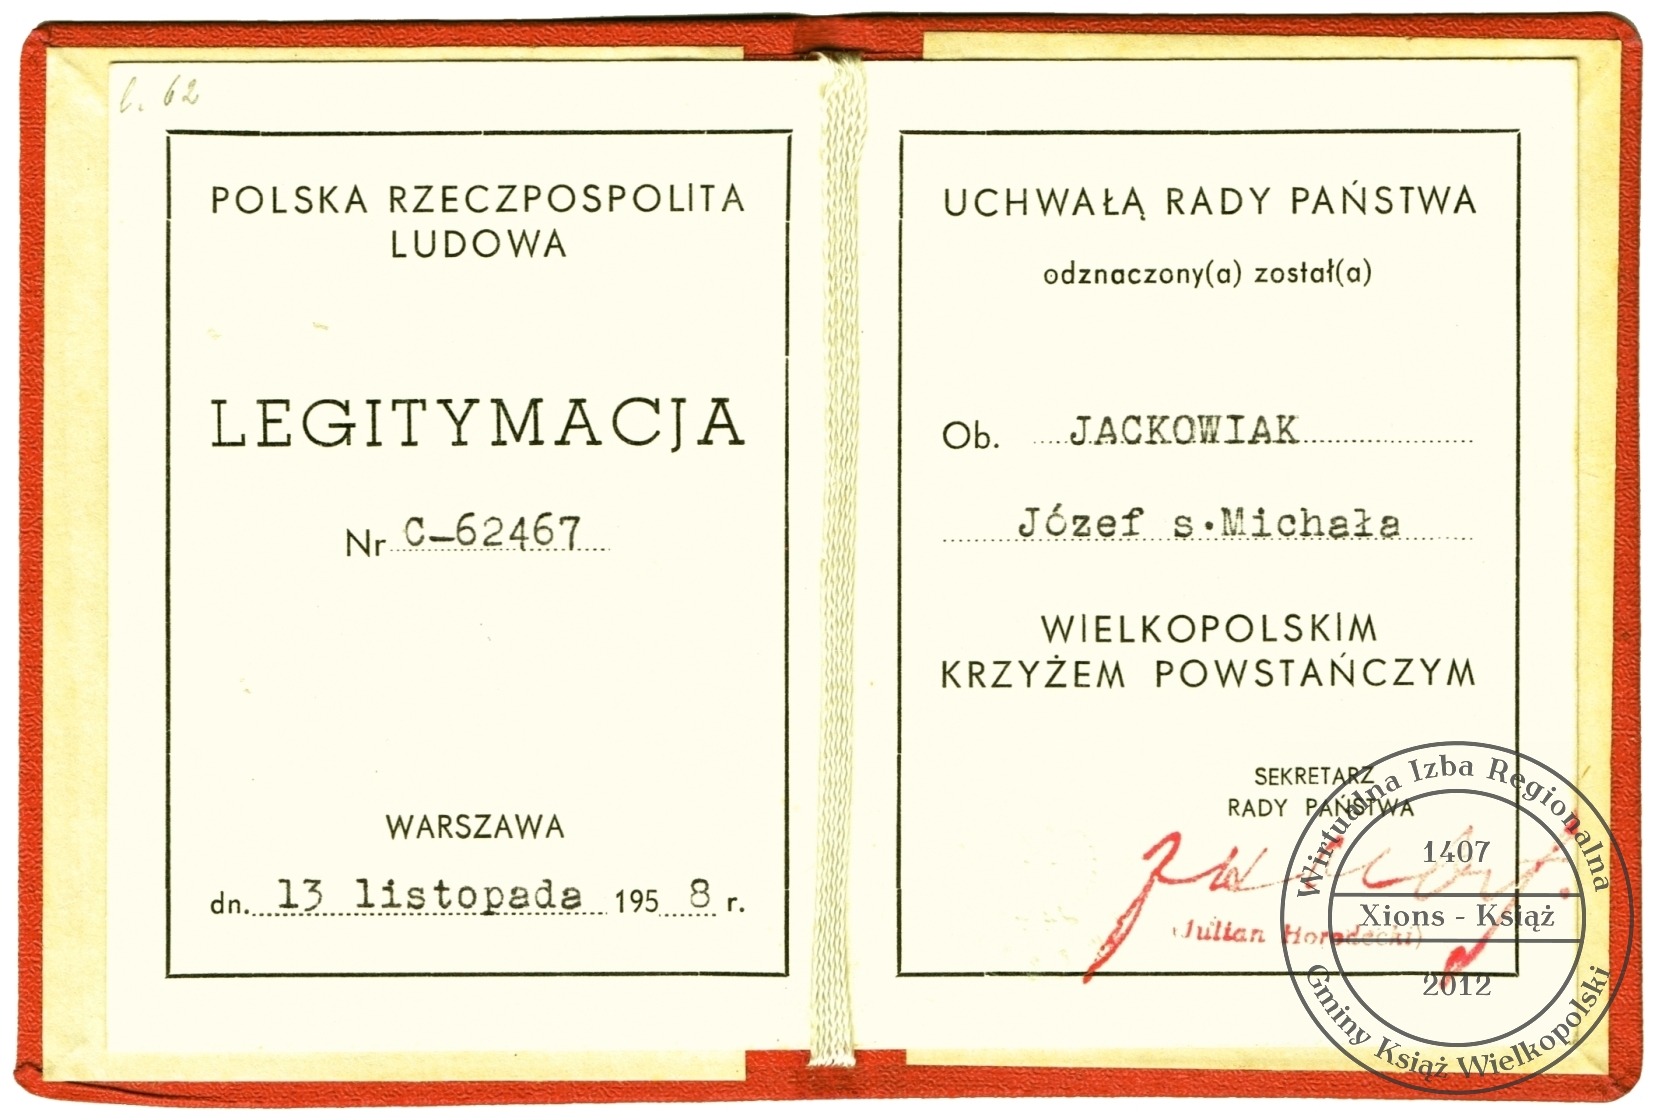 l. 62
POLSKA RZECZPOSPOLITA
LUDOWA
LEGITYMACJA
Nr C-62467
WARSZAWA
dn. 13 listopada 1958 r.
UCHWAŁĄ RADY PAŃSTWA
odznaczony(a) został(a)
Ob. JACKOWIAK
Józef s.Michała
WIELKOPOLSKIM
KRZYŻEM POWSTAŃCZYM
SEKRETARZ
RADY PAŃSTWA
(Julian Horodecki)
Wirtualna Izba Regionalna
1407
Xions - Książ
2012
Gminy Książ Wielkopolski